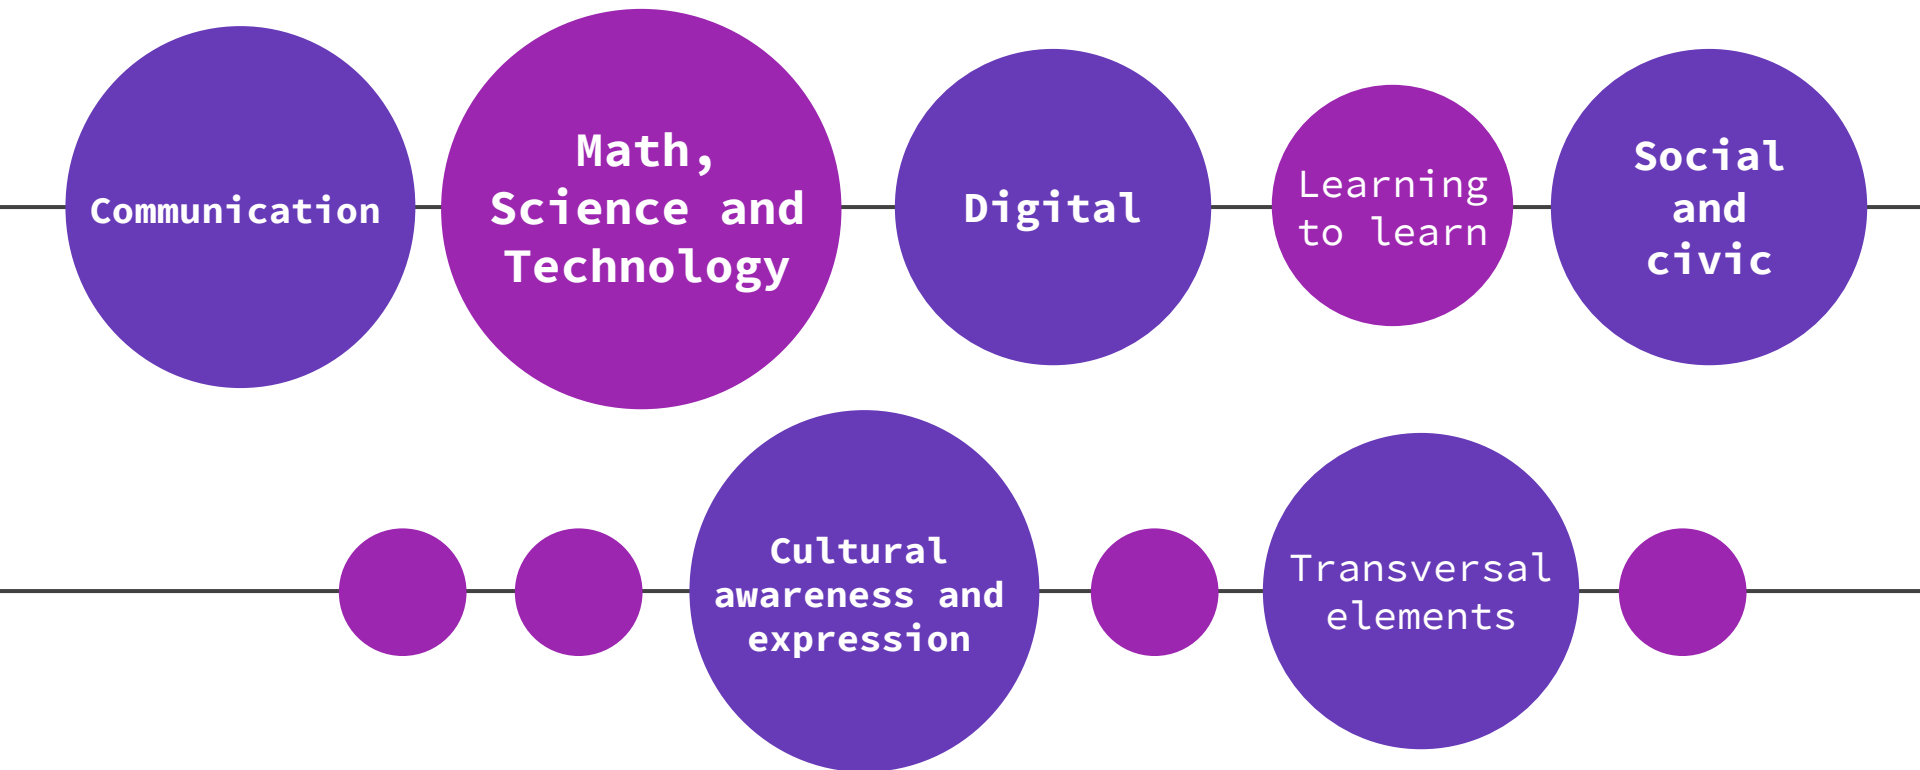 Communication
Math,
Science and
Technology
Digital
Learning
to learn
Social
and
civic
Cultural
awareness and
expression
Transversal
elements